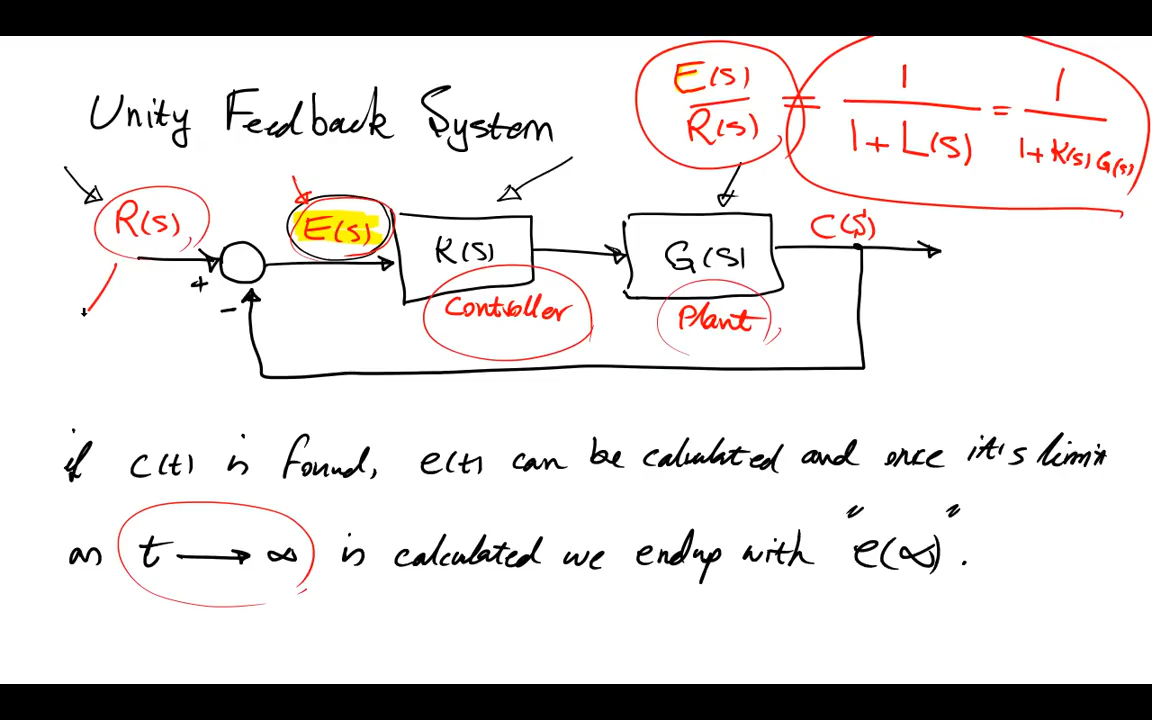 Unity Feedback System
E(s) / R(s) = 1 / 1 + L(s) = 1 / 1 + K(s) G(s)
R(s)
E(s)
K(s)
G(s)
C(s)
+
-
Controller
Plant
if c(t) is found, e(t) can be calculated and once it's limit
as t → ∞ is calculated we endup with "e(∞)".